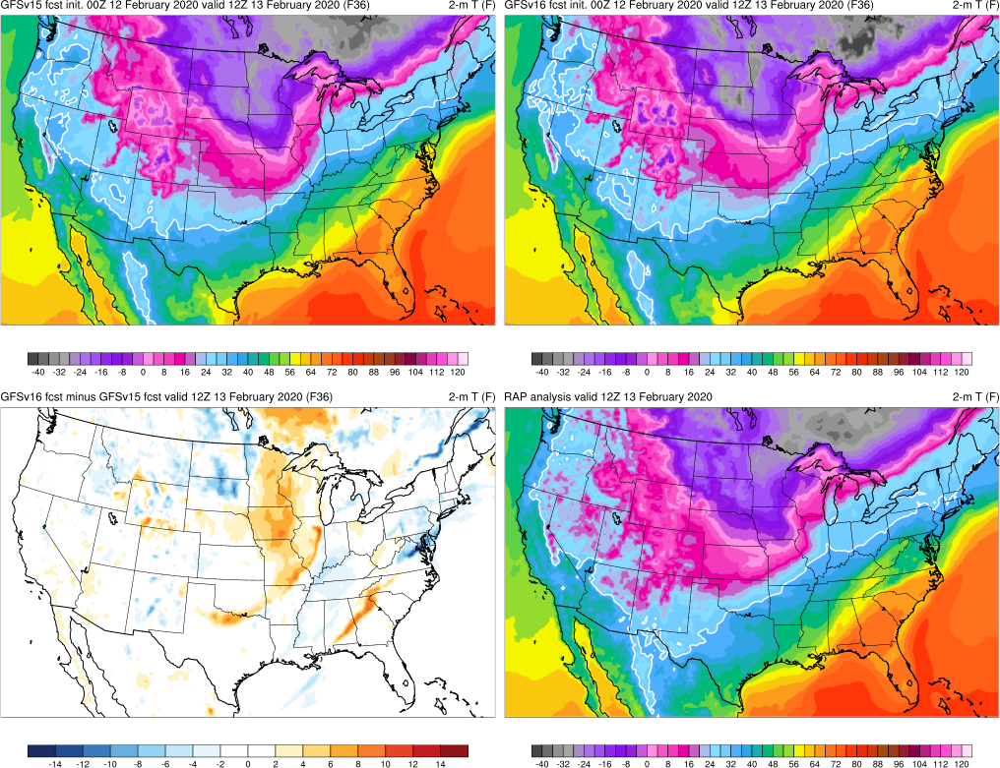 GFSv15 fcst init. 00Z 12 February 2020 valid 12Z 13 February 2020 (F36) 2-m T (F)
-40 -32 -24 -16 -8 0 8 16 24 32 40 48 56 64 72 80 88 96 104 112 120
GFSv16 fcst init. 00Z 12 February 2020 valid 12Z 13 February 2020 (F36) 2-m T (F)
-40 -32 -24 -16 -8 0 8 16 24 32 40 48 56 64 72 80 88 96 104 112 120
GFSv16 fcst minus GFSv15 fcst valid 12Z 13 February 2020 (F36) 2-m T (F)
-14 -12 -10 -8 -6 -4 -2 0 2 4 6 8 10 12 14
RAP analysis valid 12Z 13 February 2020 2-m T (F)
-40 -32 -24 -16 -8 0 8 16 24 32 40 48 56 64 72 80 88 96 104 112 120